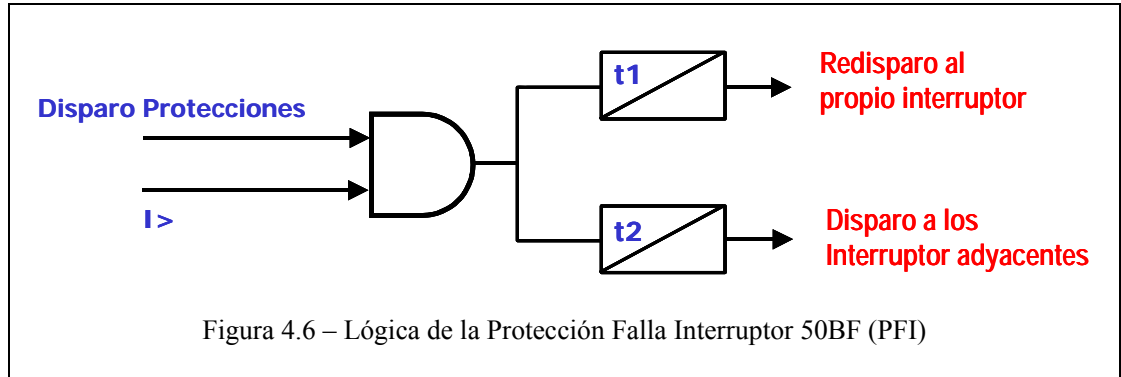 Disparo Protecciones
I >
t1
Redisparo al
propio interruptor
t2
Disparo a los
Interruptor adyacentes
Figura 4.6 – Lógica de la Protección Falla Interruptor 50BF (PFI)